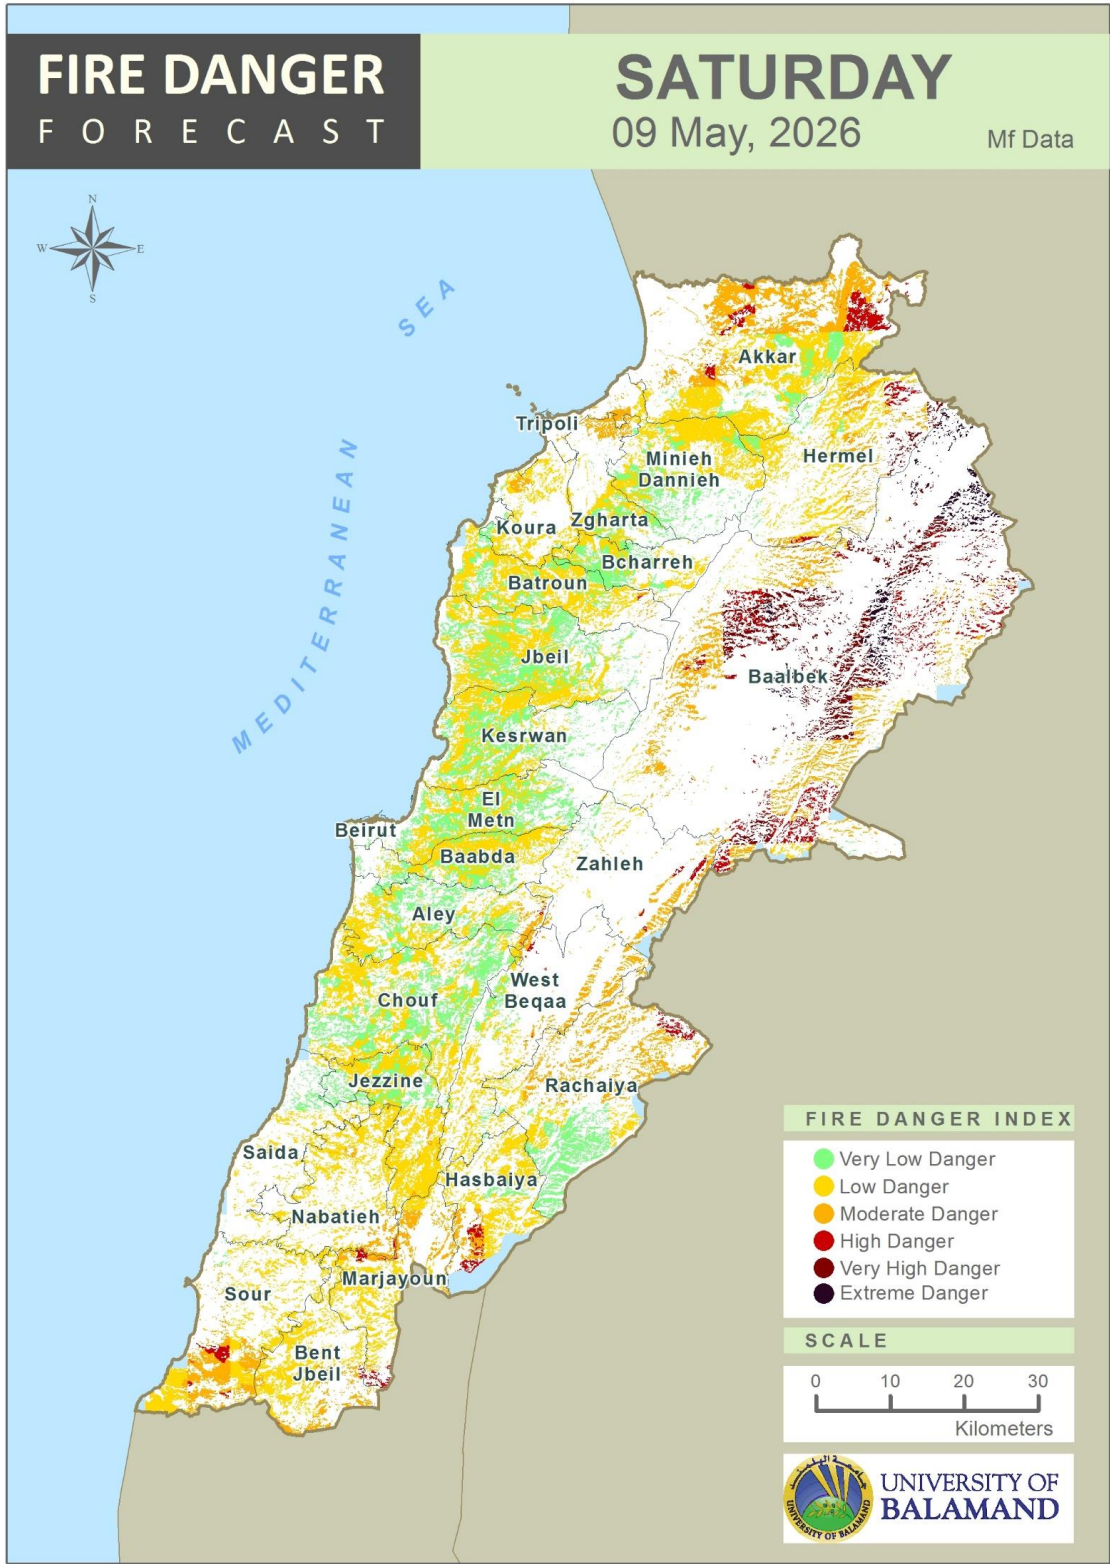 FIRE DANGER
FORECAST
SATURDAY
09 May, 2026
Mf Data
N
W
E
S
MEDITERRANEAN SEA
Akkar
Tripoli
Minieh
Dannieh
Hermel
Koura
Zgharta
Bcharreh
Batroun
Jbeil
Baalbek
Kesrwan
El
Metn
Beirut
Baabda
Zahleh
Aley
West
Beqaa
Chouf
Jezzine
Rachaiya
Saida
Hasbaiya
Nabatieh
Marjayoun
Sour
Bent
Jbeil
FIRE DANGER INDEX
Very Low Danger
Low Danger
Moderate Danger
High Danger
Very High Danger
Extreme Danger
SCALE
0 10 20 30
Kilometers
UNIVERSITY OF
BALAMAND
UNIVERSITY OF BALAMAND